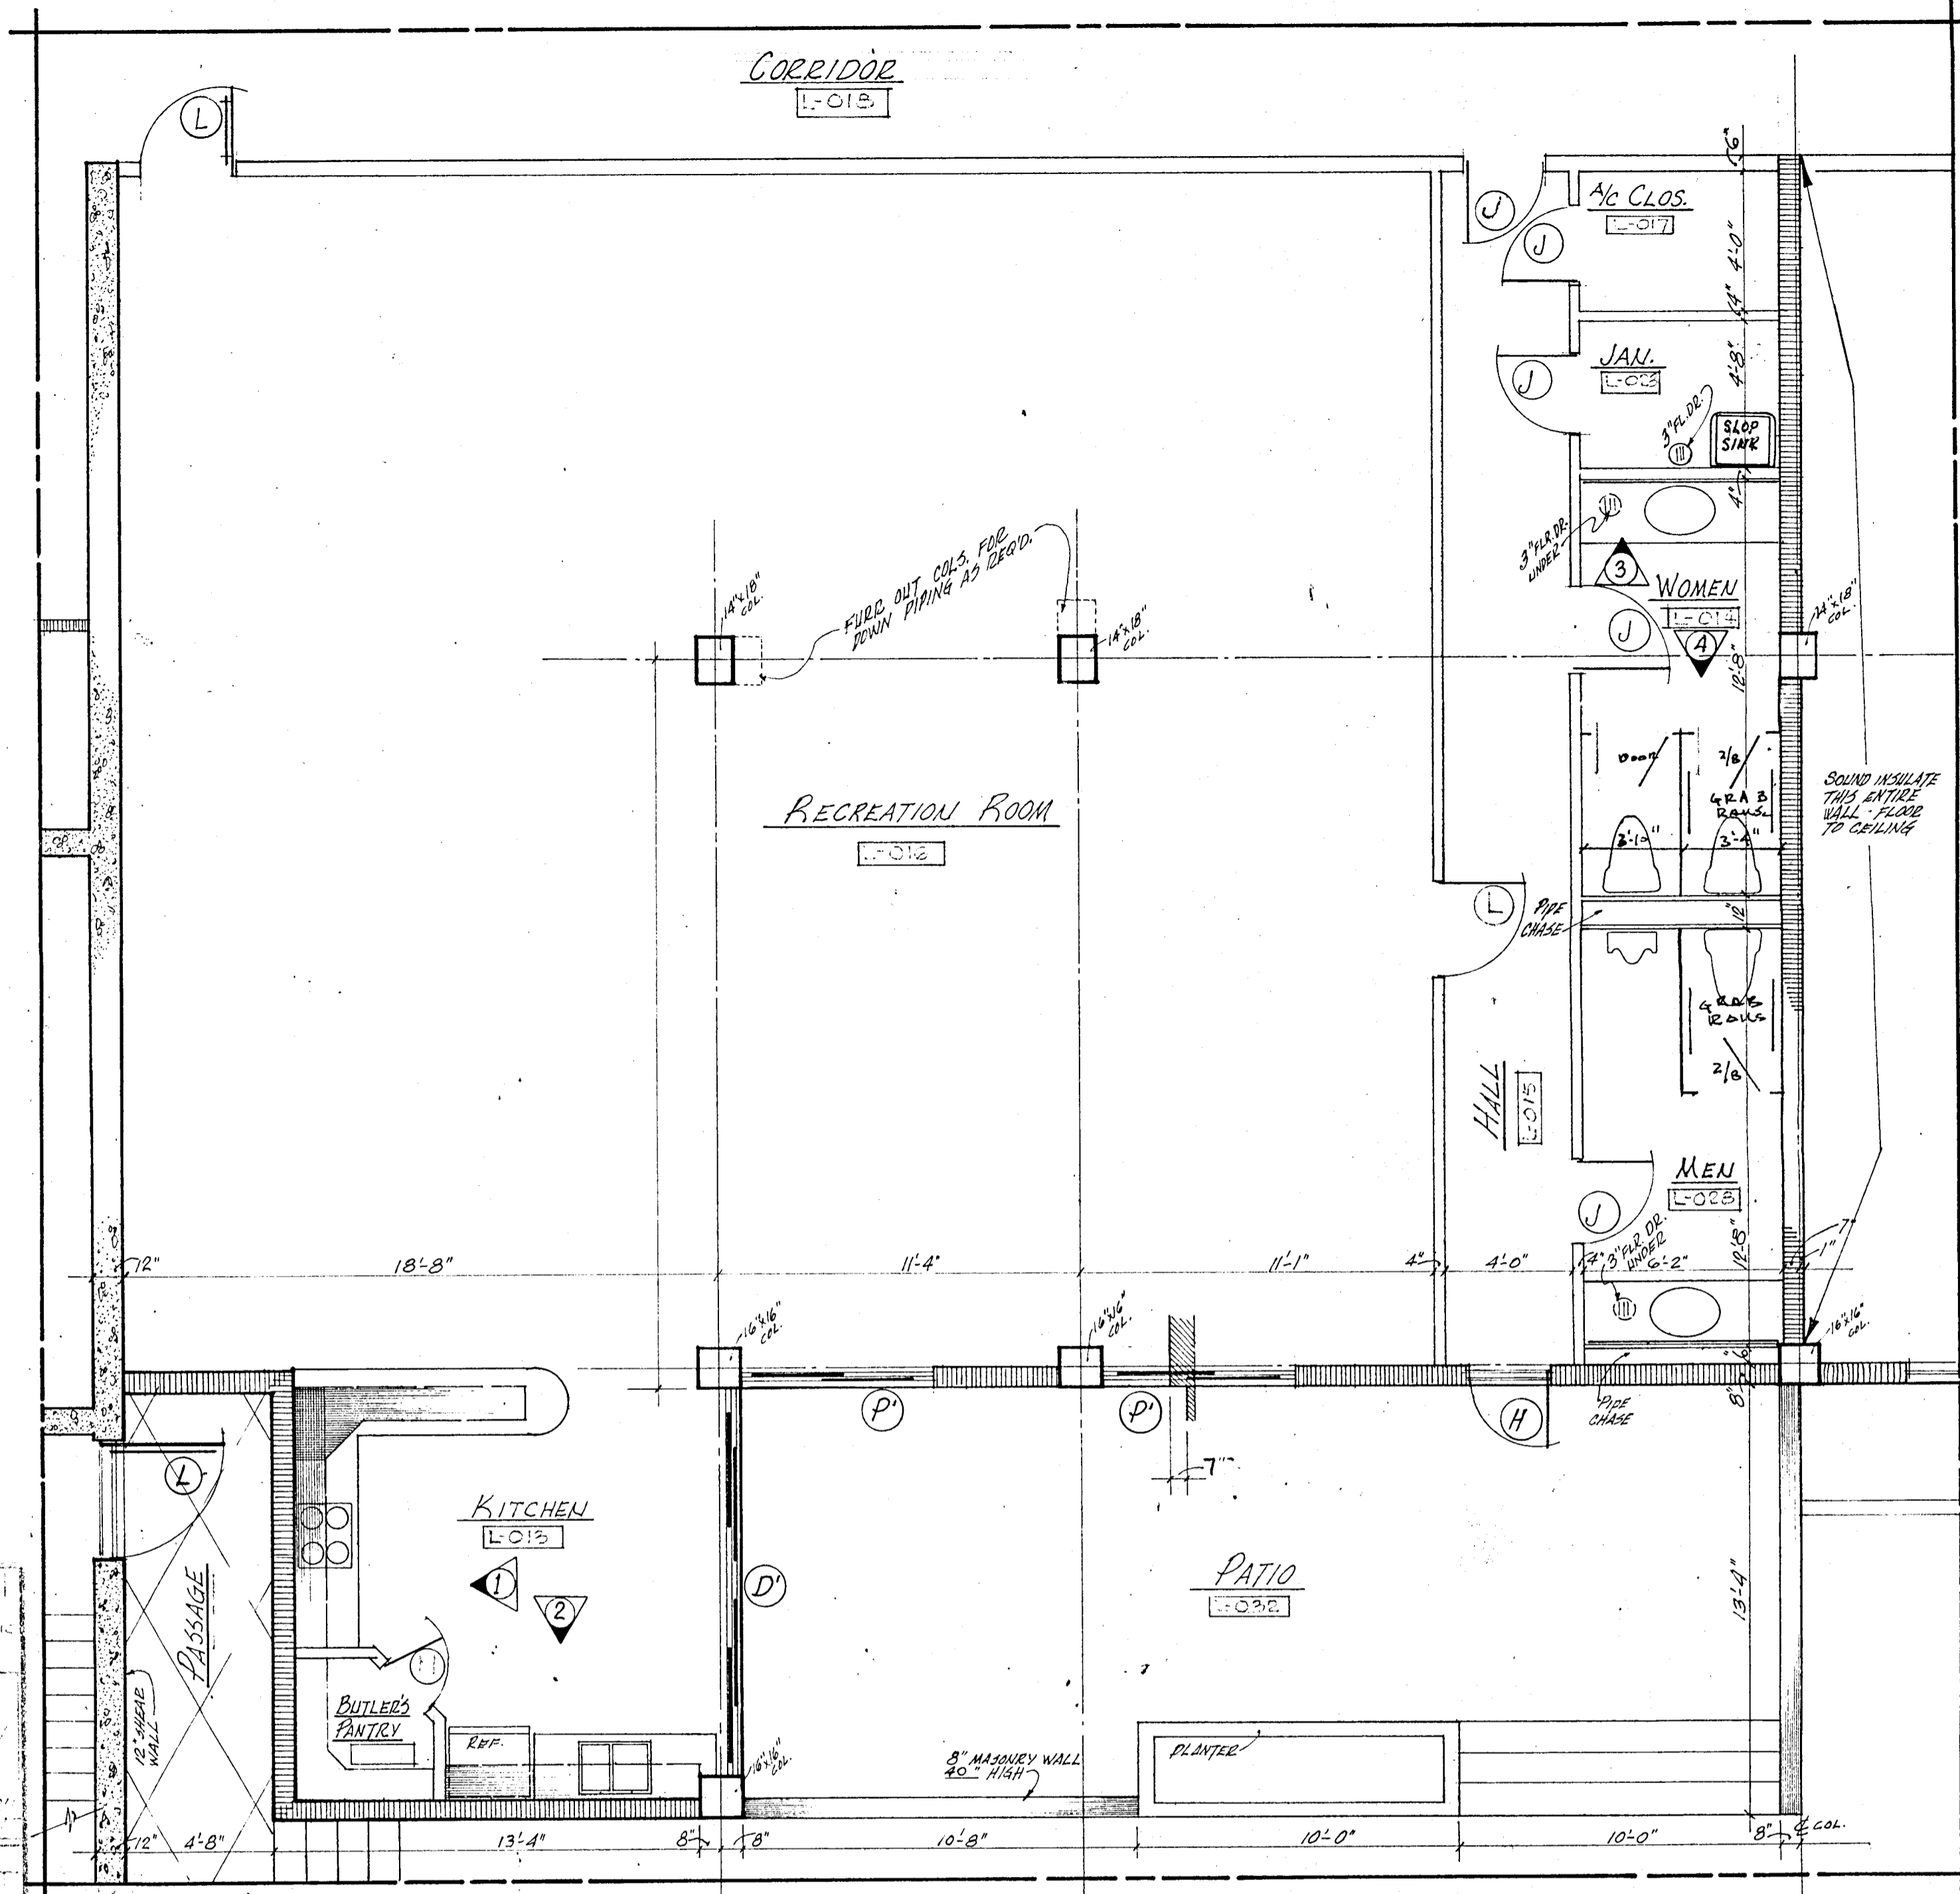 CORRIDOR
L-018
L
J
J
A/C CLOS.
L-017
6"
4'-0"
4"
JAN.
4'-8"
J
3" FL. DR.
SLOP
SINK
4"
3" FLR. DR.
UNDER
3
WOMEN
L-014
J
4
12'-8"
14"x18"
COL.
FURR OUT COLS. FOR
DOWN PIPING AS REQ'D.
14"x18"
COL.
14"x18"
COL.
RECREATION ROOM
L-016
DOOR
2/8
GRAB
RAILS
3'-10"
3'-4"
SOUND INSULATE
THIS ENTIRE
WALL - FLOOR
TO CEILING
L
PIPE
CHASE
12"
GRAB
RAILS
2/8
HALL
L-015
MEN
L-028
J
3" FLR. DR.
UNDER
12'-8"
7"
1"
12"
18'-8"
11'-4"
11'-1"
4"
4'-0"
4"
6'-2"
16"x16"
COL.
16"x16"
COL.
16"x16"
COL.
6"
8"
P'
P'
H
PIPE
CHASE
7"
L
KITCHEN
L-013
1
2
D'
PATIO
L-032
13'-4"
PASSAGE
12" SHEAR
WALL
BUTLER'S
PANTRY
REF.
16"x16"
COL.
8" MASONRY WALL
40" HIGH
PLANTER
12"
4'-8"
13'-4"
8"
8"
10'-8"
10'-0"
10'-0"
8"
℄ COL.